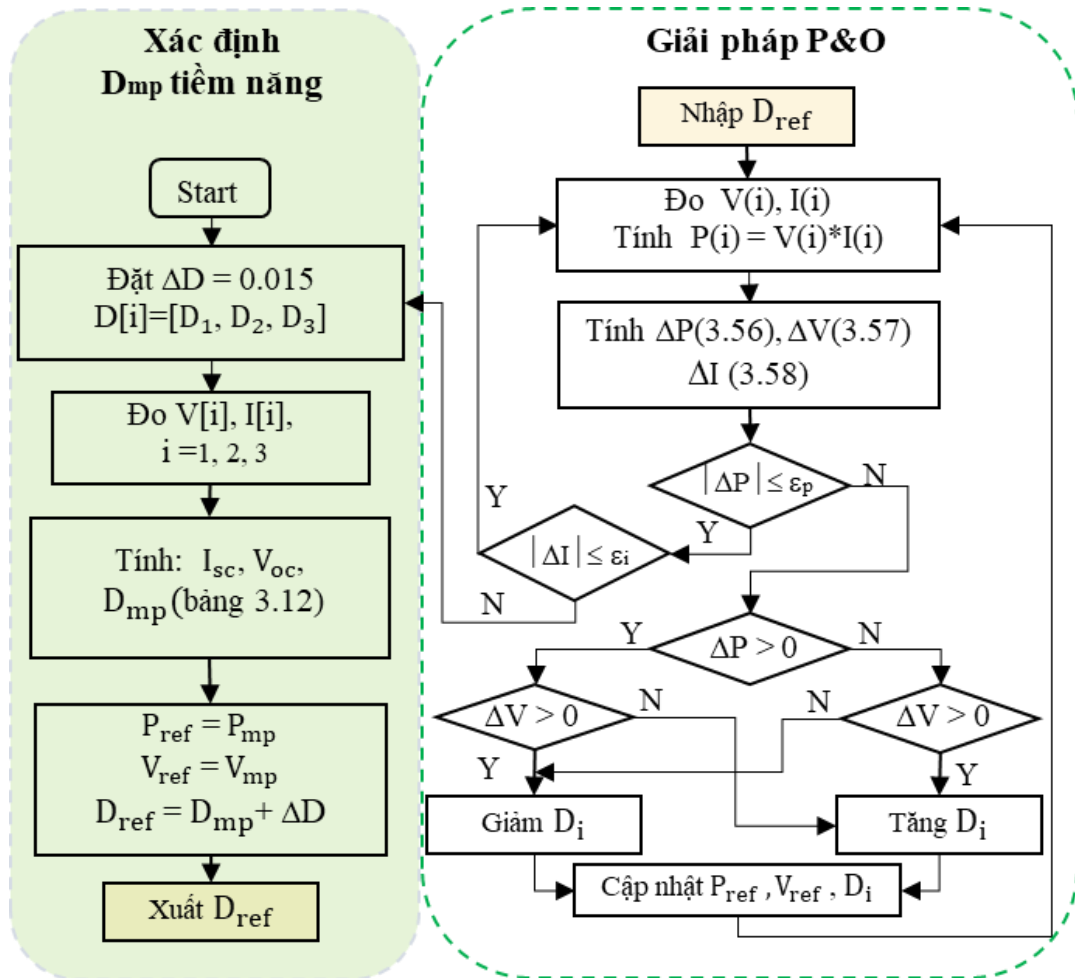 Xác định
Dmp tiềm năng
Start
Đặt ΔD = 0.015
D[i]=[D₁, D₂, D₃]
Đo V[i], I[i],
i =1, 2, 3
Tính: Isc, Voc,
Dmp (bảng 3.12)
Pref = Pmp
Vref = Vmp
Dref = Dmp + ΔD
Xuất Dref
Giải pháp P&O
Nhập Dref
Đo V(i), I(i)
Tính P(i) = V(i)*I(i)
Tính ΔP(3.56), ΔV(3.57)
ΔI (3.58)
|ΔP| ≤ εp
N
Y
|ΔI| ≤ εi
Y
N
ΔP > 0
Y
N
ΔV > 0
N
Y
ΔV > 0
N
Y
Giảm Di
Tăng Di
Cập nhật Pref , Vref , Di